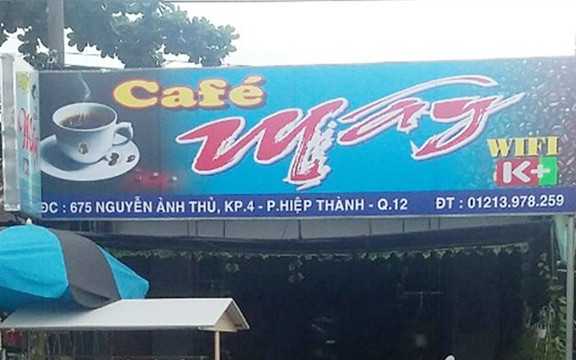 Café
Mây
WIFI
K+
ĐC : 675 NGUYỄN ẢNH THỦ, KP.4 - P.HIỆP THÀNH - Q.12 ĐT : 01213.978.259